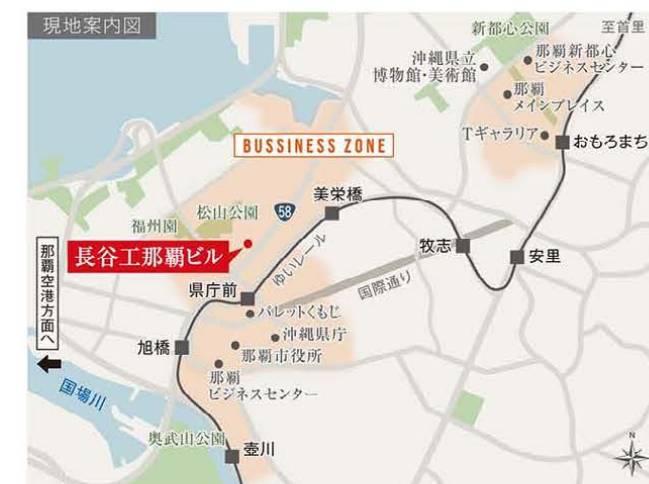 現地案内図
新都心公園
至首里
沖縄県立
博物館・美術館
那覇新都心
ビジネスセンター
那覇
メインプレイス
Tギャラリア
おもろまち
BUSSINESS ZONE
美栄橋
松山公園
58
福州園
長谷工那覇ビル
ゆいレール
牧志
安里
那覇空港方面へ
県庁前
国際通り
パレットくもじ
沖縄県庁
旭橋
那覇市役所
那覇
ビジネスセンター
国場川
奥武山公園
壺川
N